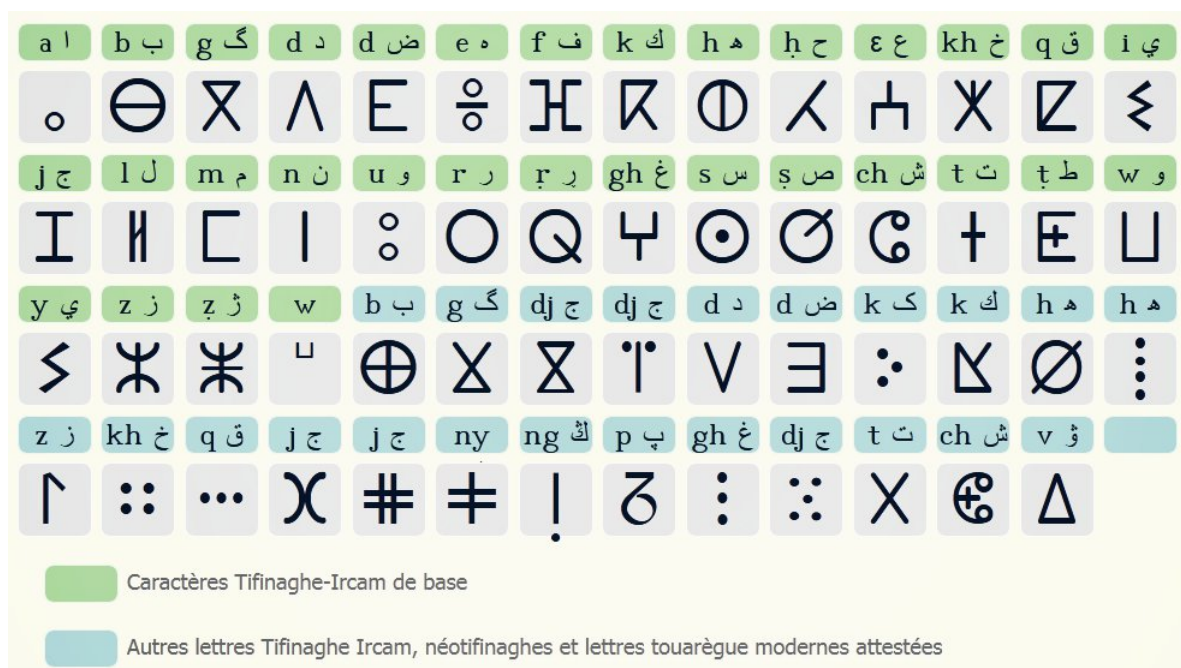 a ا b ب g گ d د d ض e ه f ف k ك h ه ḥ ح ε ع kh خ q ق i ي
ⴰ ⴱ ⴳ ⴷ ⴹ ⴻ ⴼ ⴽ ⵀ ⵃ ⵄ ⵅ ⵇ ⵉ
j ج l ل m م n ن u و r ر ṛ ڕ gh غ s س ṣ ص ch ش t ت ṭ ط w و
ⵊ ⵍ ⵎ ⵏ ⵓ ⵔ ⵕ ⵖ ⵙ ⵚ ⵛ ⵜ ⵟ ⵡ
y ي z ز ẓ ژ w b ب g گ dj ج dj ج d د d ض k ک k ك h ه h ه
ⵢ ⵣ ⵥ ⵯ ⴲ ⴴ ⴵ ⴶ ⴸ ⴺ ⴾ ⴿ ⵁ ⵂ
z ز kh خ q ق j ج j ج ny ng ڭ p پ gh غ dj ج t ت ch ش v ۋ
ⵤ ⵆ ⵈ ⵋ ⵌ ⵐ ⵑ ⵒ ⵗ ⵘ ⵝ ⵞ ⵠ
Caractères Tifinaghe-Ircam de base
Autres lettres Tifinaghe Ircam, néotifinaghes et lettres touarègue modernes attestées